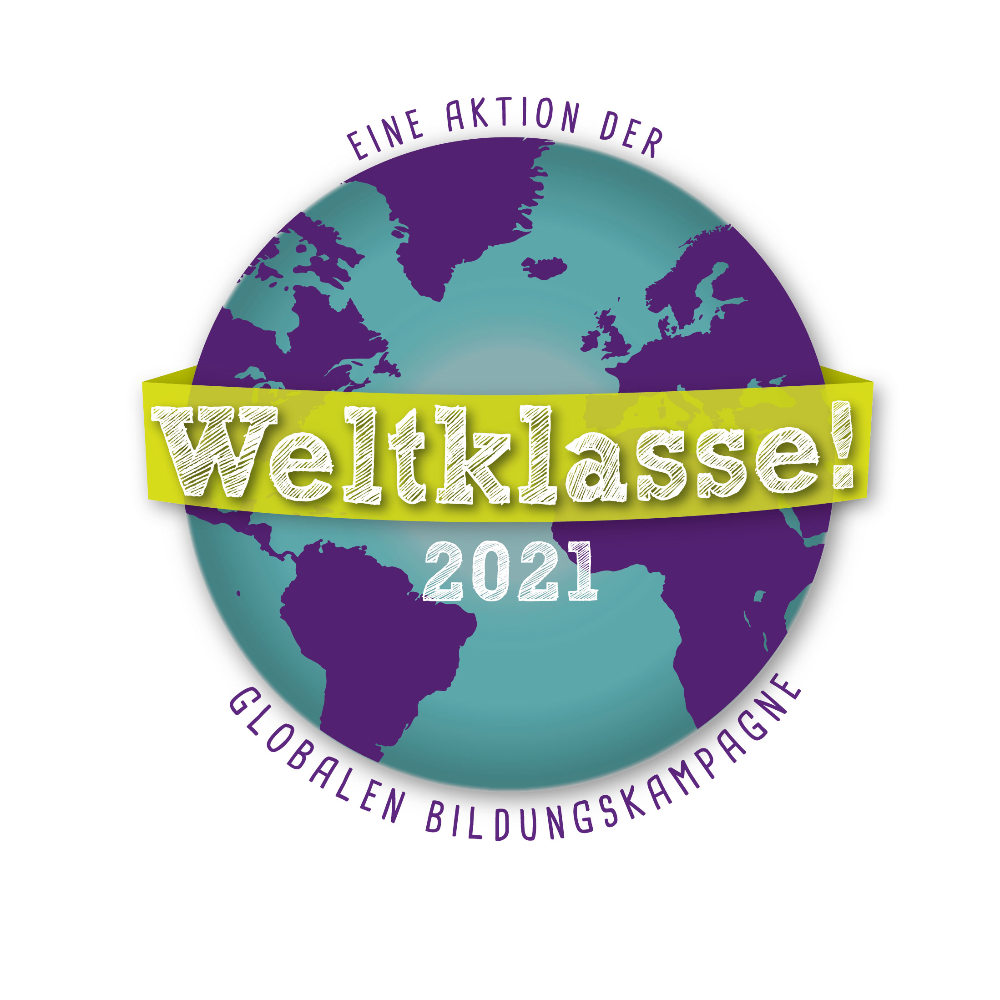 EINE AKTION DER
Weltklasse!
2021
GLOBALEN BILDUNGSKAMPAGNE